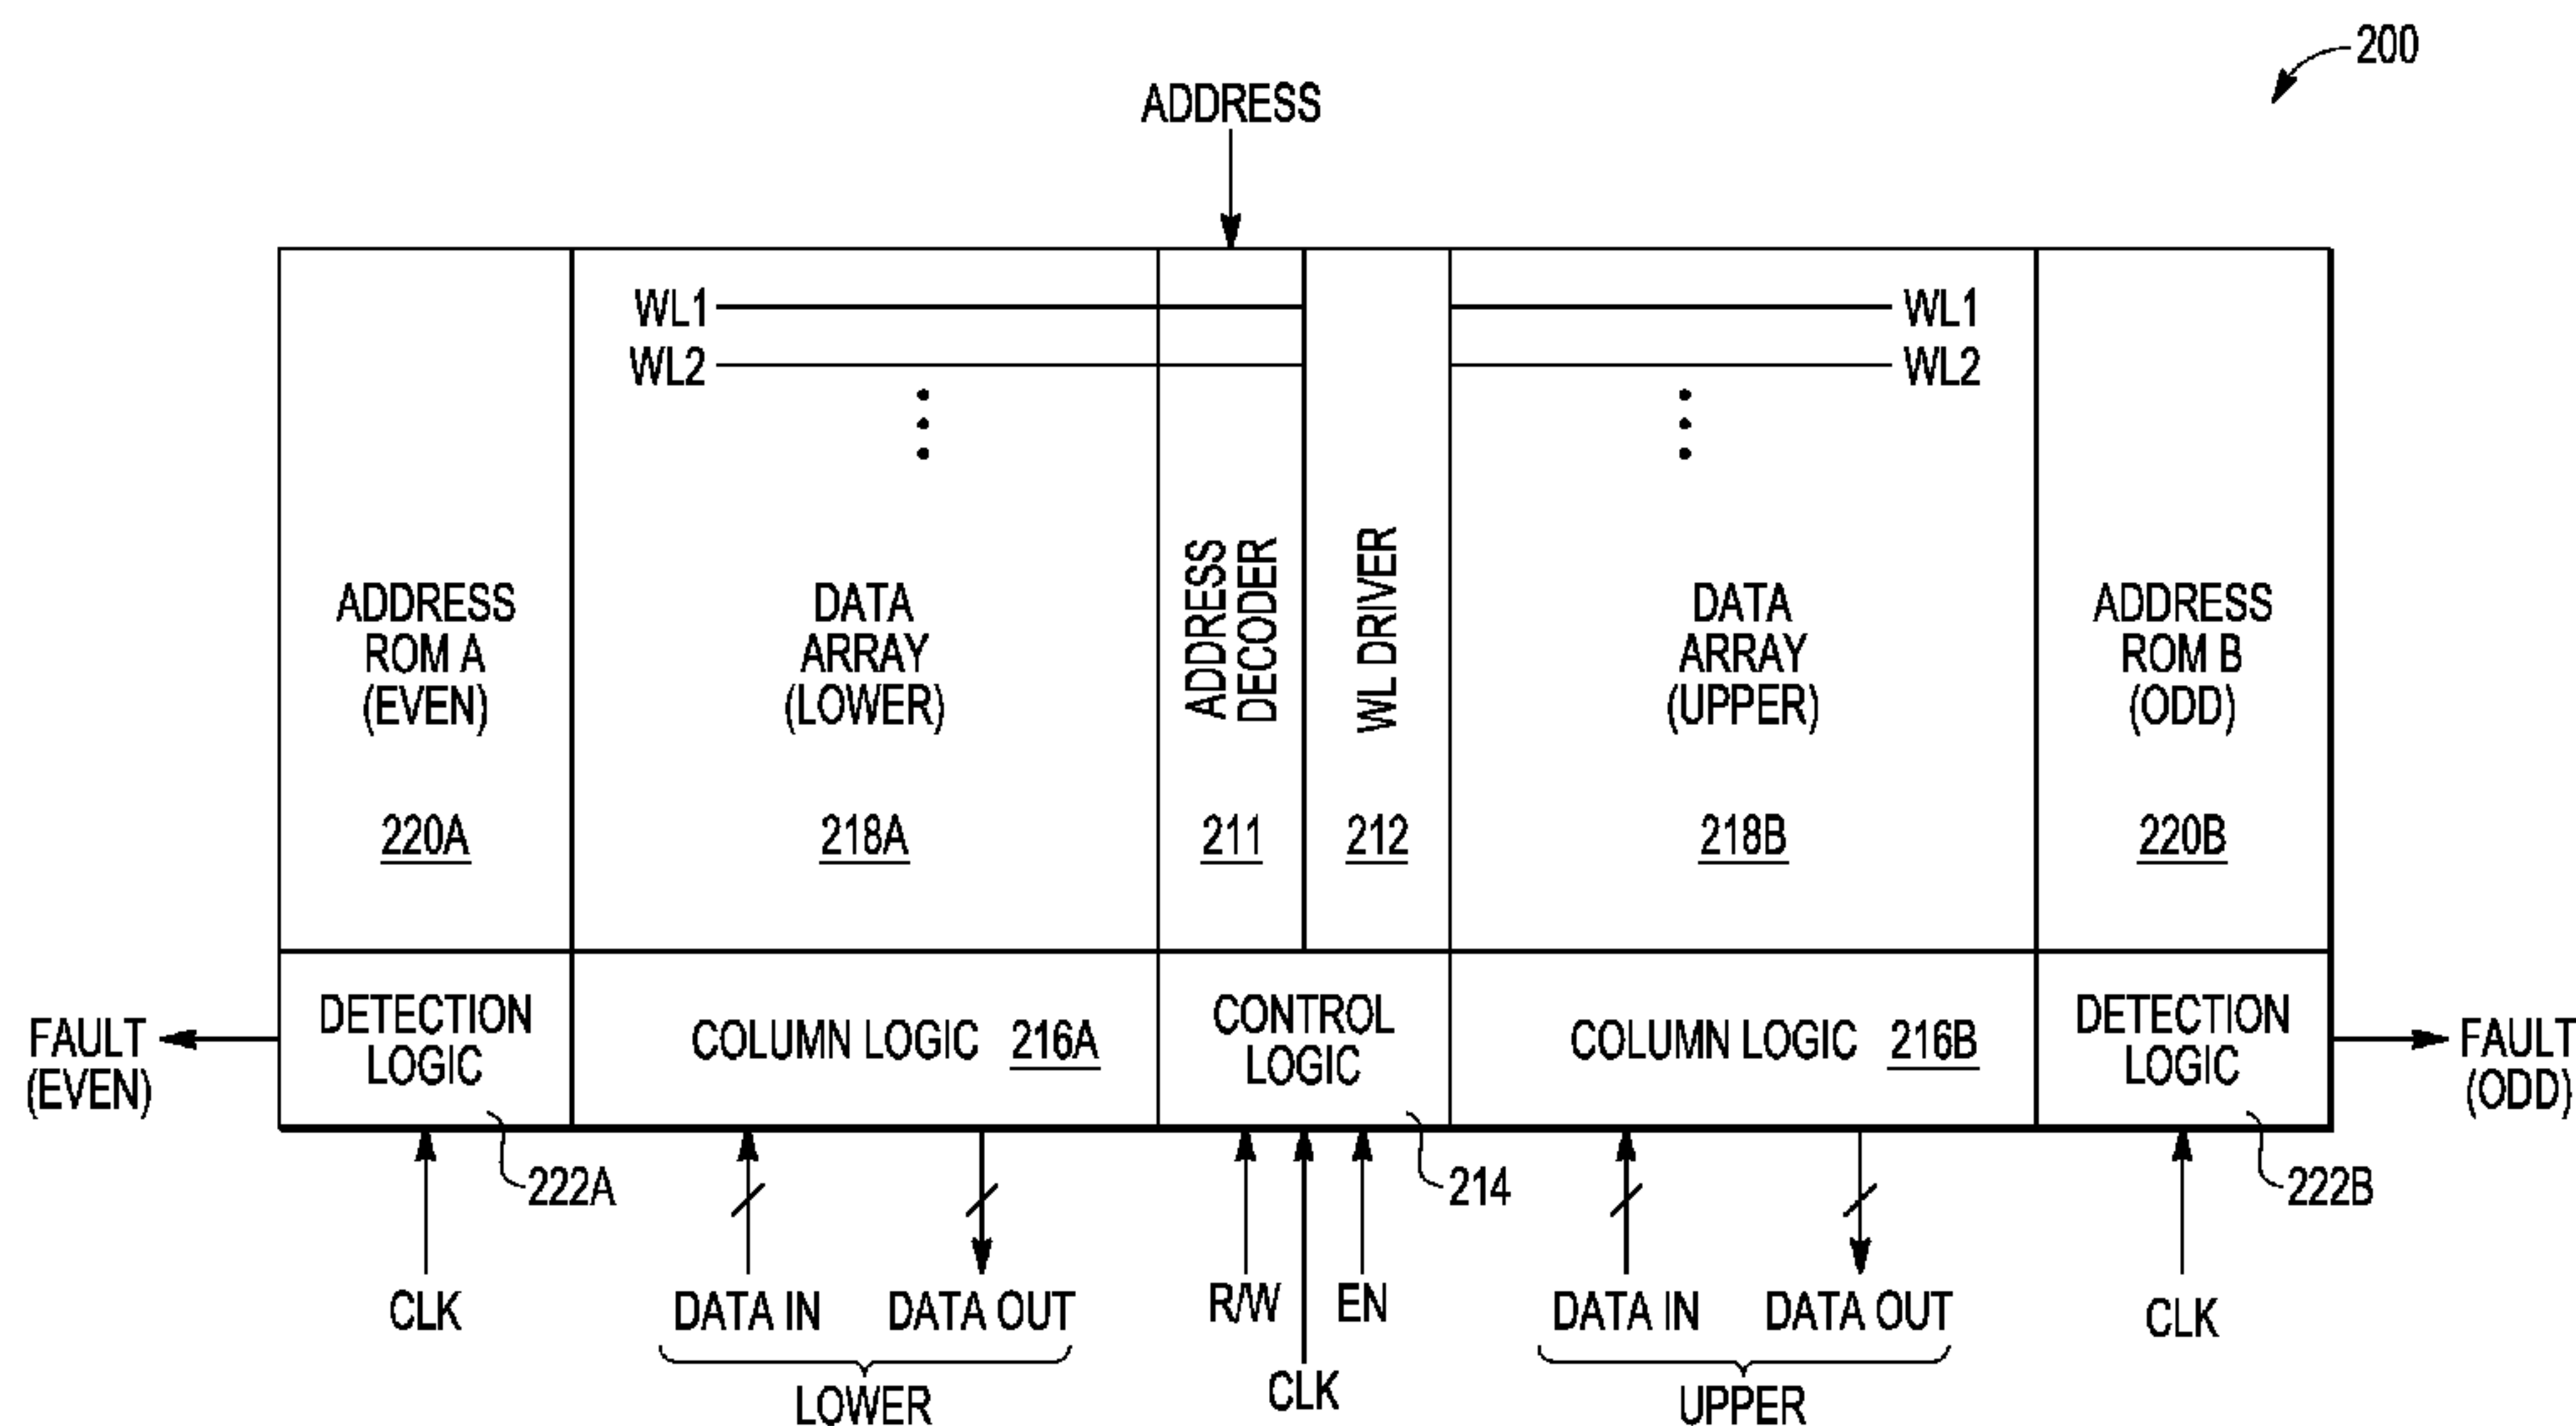 200
ADDRESS
WL1
WL1
WL2
WL2
ADDRESS
ROM A
(EVEN)
220A
DATA
ARRAY
(LOWER)
218A
ADDRESS
DECODER
211
WL DRIVER
212
DATA
ARRAY
(UPPER)
218B
ADDRESS
ROM B
(ODD)
220B
FAULT
(EVEN)
DETECTION
LOGIC
COLUMN LOGIC 216A
CONTROL
LOGIC
COLUMN LOGIC 216B
DETECTION
LOGIC
FAULT
(ODD)
222A
214
222B
CLK
DATA IN
DATA OUT
R/W
EN
DATA IN
DATA OUT
CLK
LOWER
CLK
UPPER